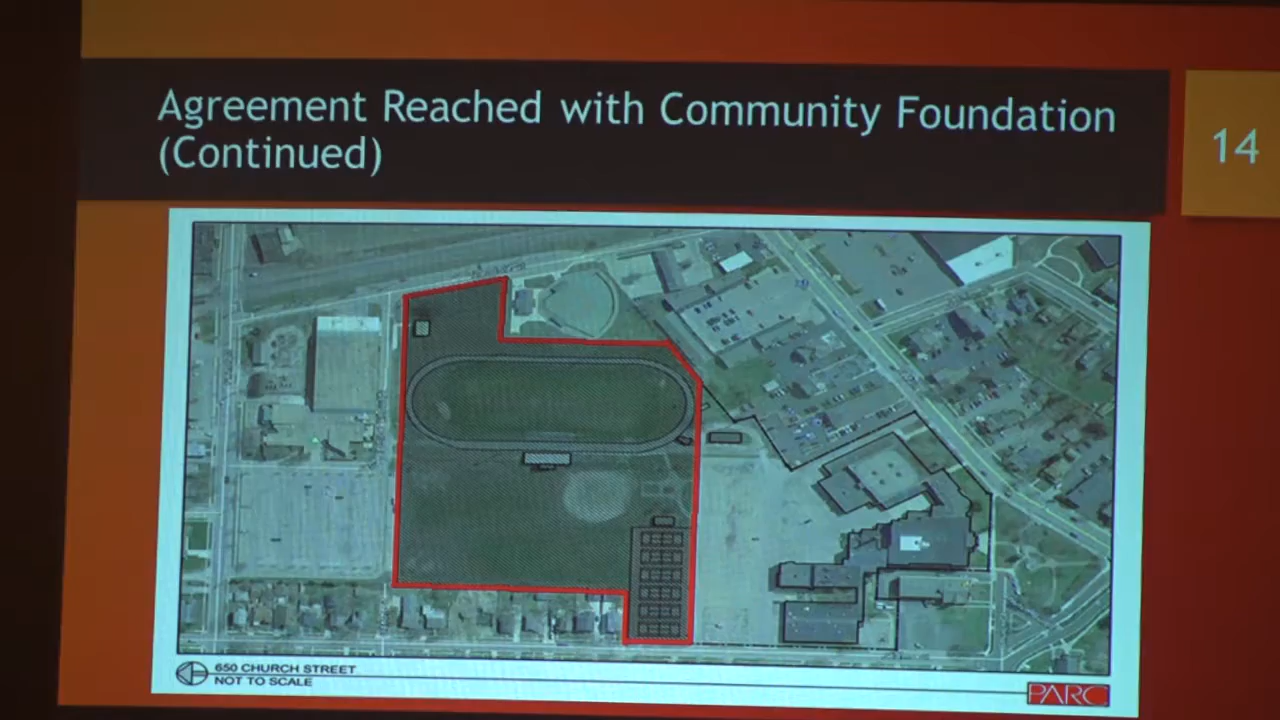 Agreement Reached with Community Foundation
(Continued)
14
650 CHURCH STREET
NOT TO SCALE
PARC